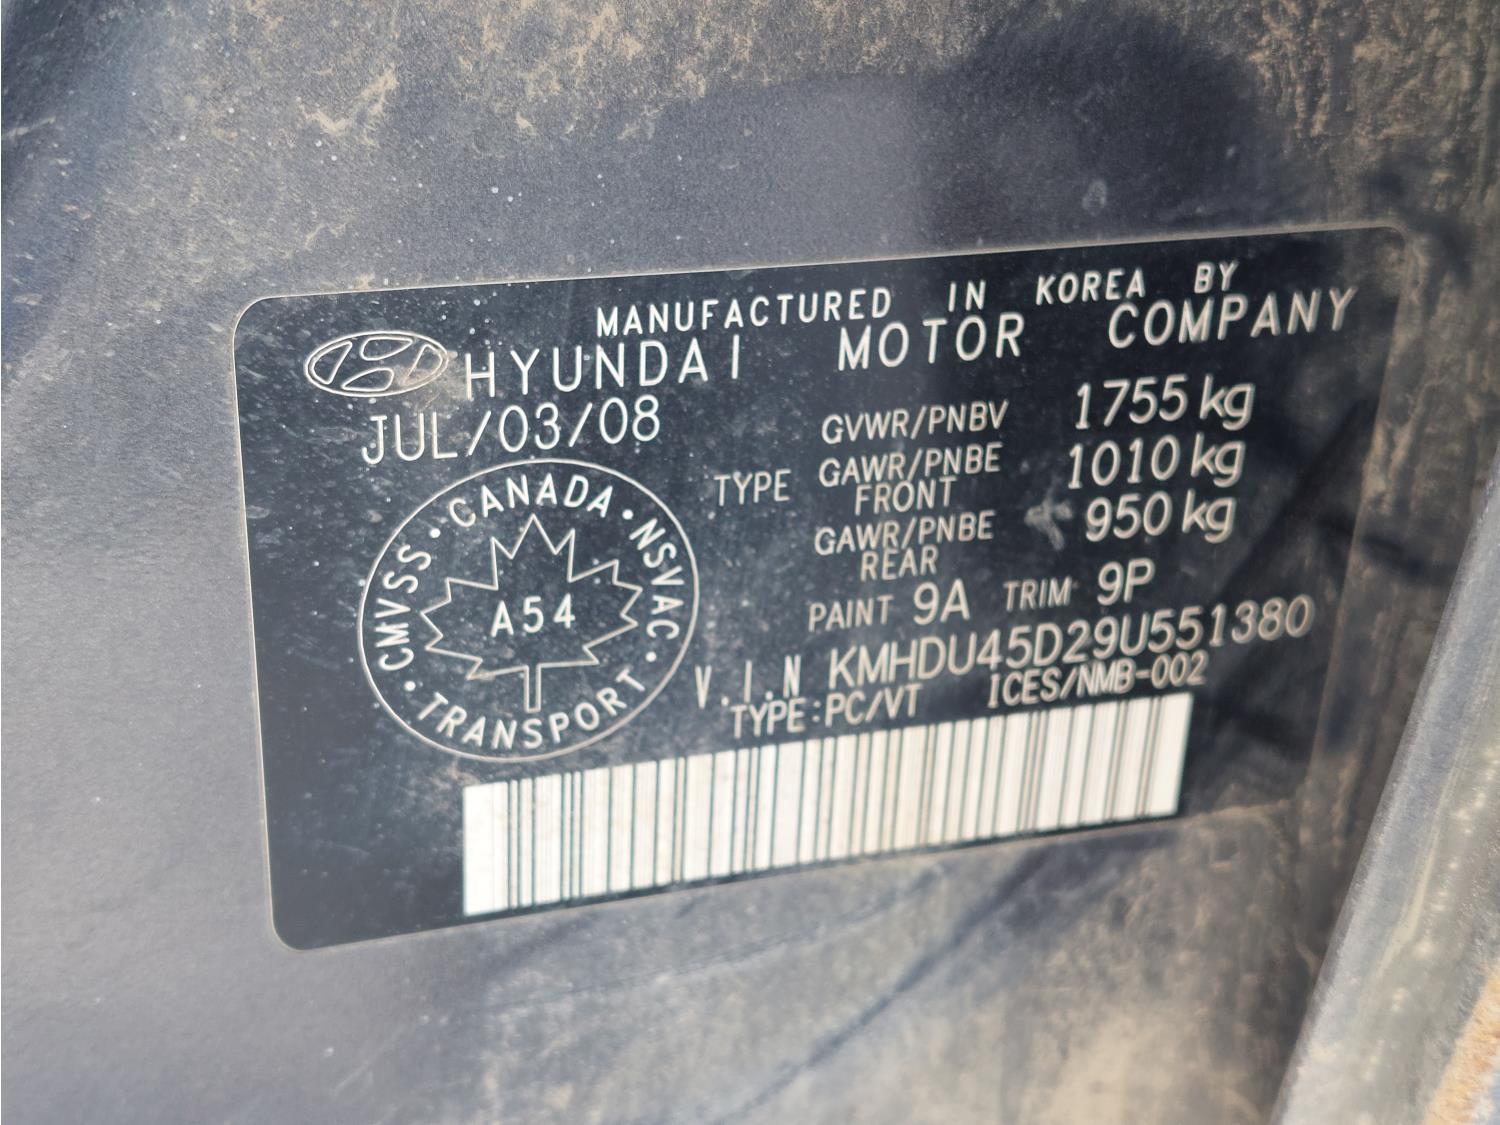 MANUFACTURED IN KOREA BY
HYUNDAI MOTOR COMPANY
JUL/03/08
GVWR/PNBV 1755 kg
TYPE GAWR/PNBE FRONT 1010 kg
GAWR/PNBE REAR 950 kg
PAINT 9A TRIM 9P
V.I.N KMHDU45D29U551380
TYPE:PC/VT ICES/NMB-002
CANADA · NSVAC · TRANSPORT · CMVSS ·
A54